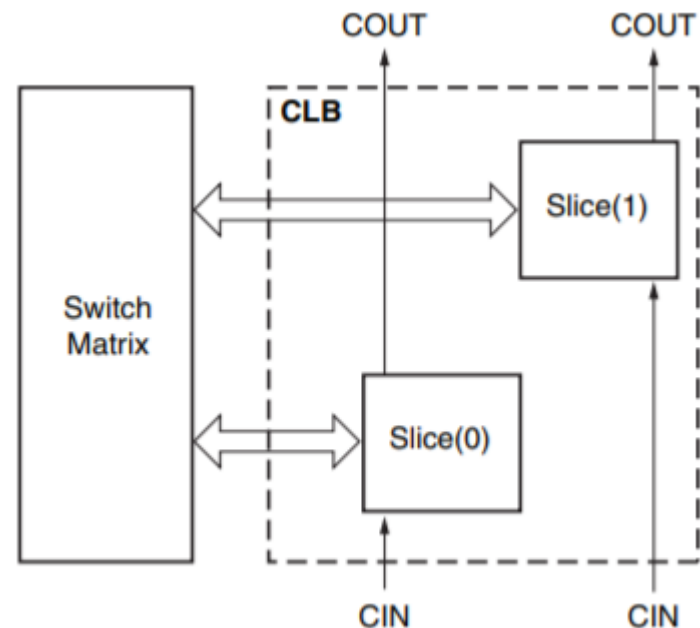 COUT
COUT
CLB
Slice(1)
Switch
Matrix
Slice(0)
CIN
CIN